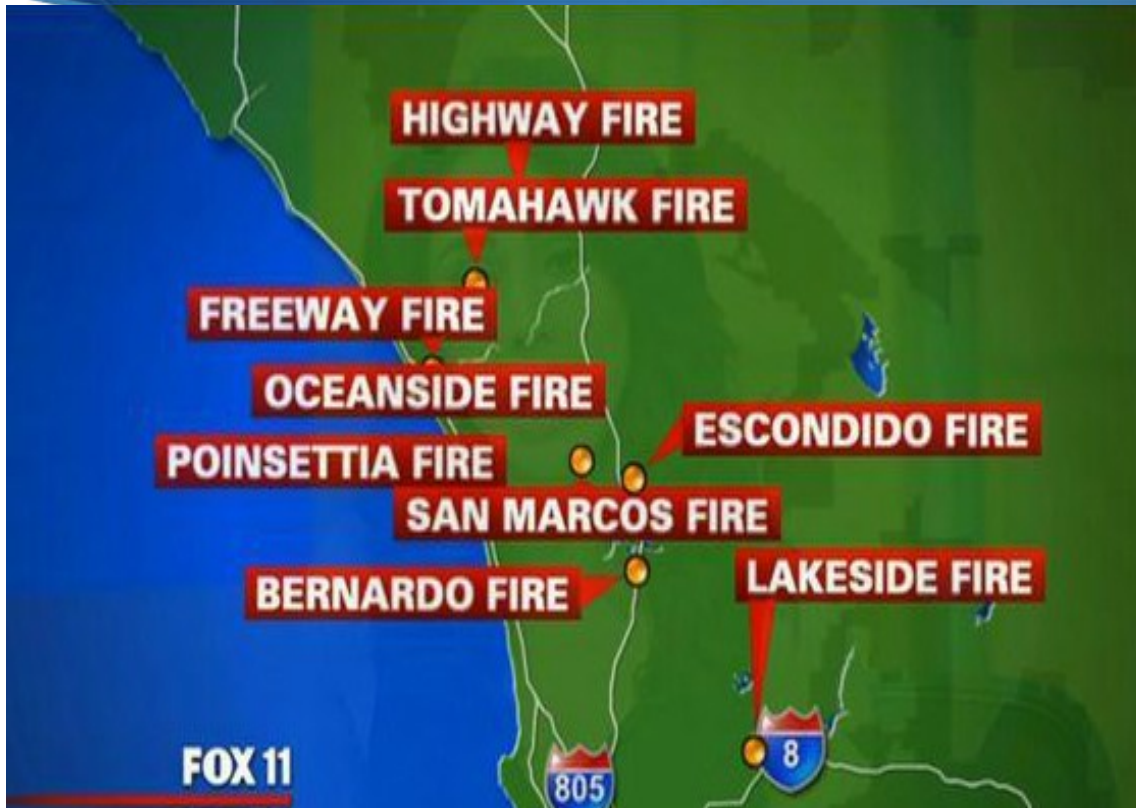 HIGHWAY FIRE
TOMAHAWK FIRE
FREEWAY FIRE
OCEANSIDE FIRE
ESCONDIDO FIRE
POINSETTIA FIRE
SAN MARCOS FIRE
BERNARDO FIRE
LAKESIDE FIRE
8
FOX 11
805